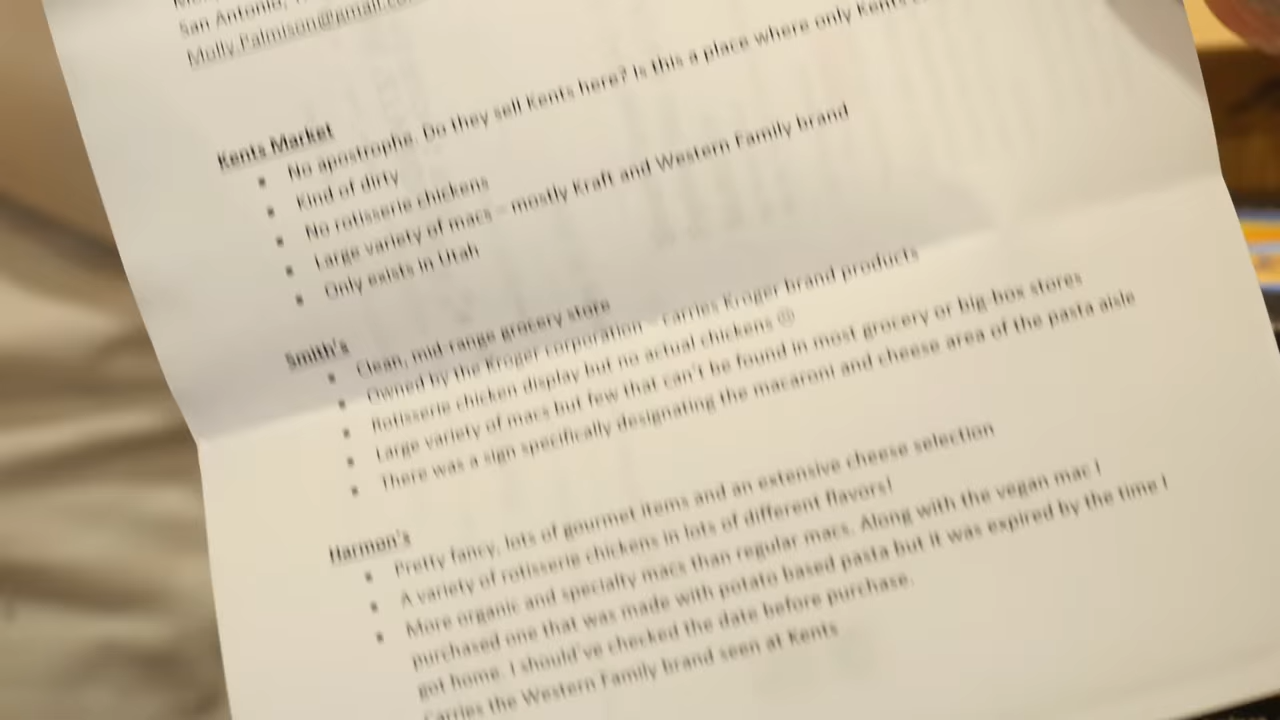 San Antonio,
Molly.Palmison@gmail.co
Kents Market
▪ No apostrophe. Do they sell Kents here? Is this a place where only Kents
▪ Kind of dirty
▪ No rotisserie chickens
▪ Large variety of macs – mostly Kraft and Western Family brand
▪ Only exists in Utah
Smith's
▪ Clean, mid-range grocery store
▪ Owned by the Kroger corporation – carries Kroger brand products
▪ Rotisserie chicken display but no actual chickens ☹
▪ Large variety of macs but few that can't be found in most grocery or big-box stores
▪ There was a sign specifically designating the macaroni and cheese area of the pasta aisle
Harmon's
▪ Pretty fancy, lots of gourmet items and an extensive cheese selection
▪ A variety of rotisserie chickens in lots of different flavors!
▪ More organic and specialty macs than regular macs. Along with the vegan mac I
purchased one that was made with potato based pasta but it was expired by the time I
got home. I should've checked the date before purchase.
Carries the Western Family brand seen at Kents